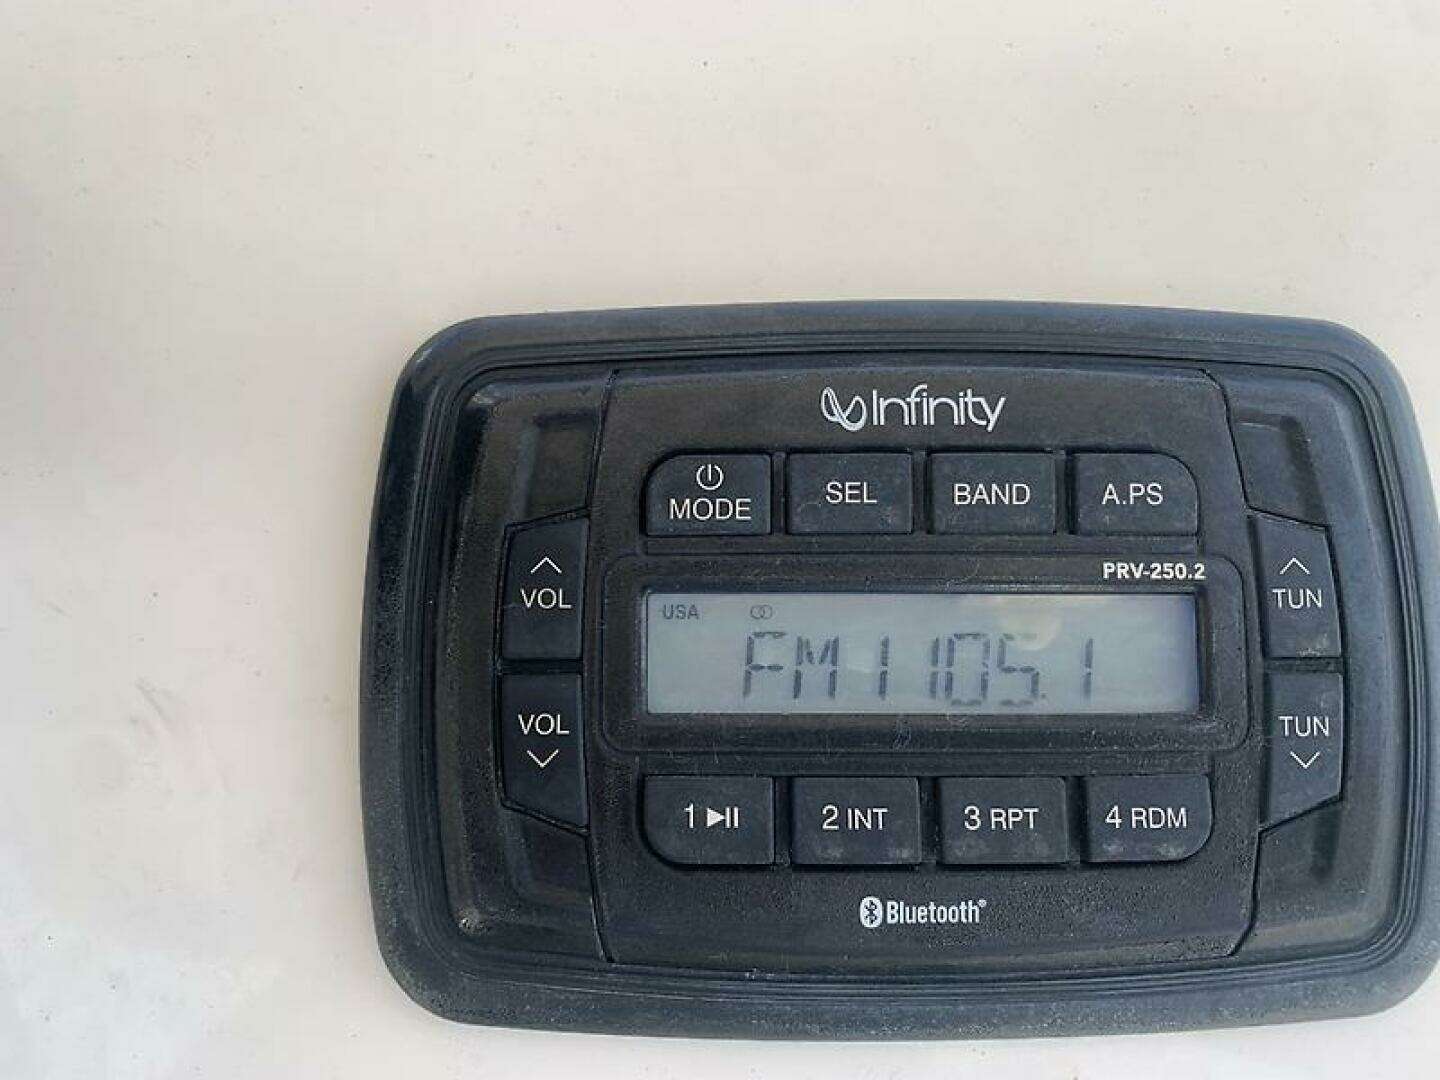 Infinity
MODE
SEL
BAND
A.PS
PRV-250.2
VOL
TUN
USA
FM1 105.1
VOL
TUN
1
2 INT
3 RPT
4 RDM
Bluetooth®